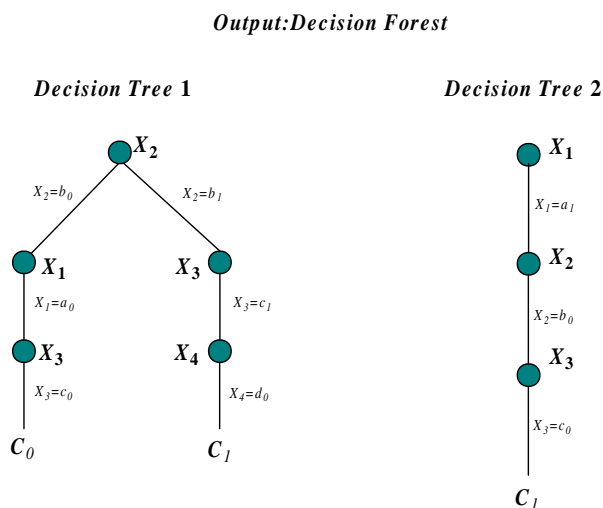 Output:Decision Forest
Decision Tree 1
Decision Tree 2
X2
X1
X2=b0
X2=b1
X1=a1
X1
X3
X2
X1=a0
X3=c1
X2=b0
X3
X4
X3
X3=c0
X4=d0
X3=c0
C0
C1
C1